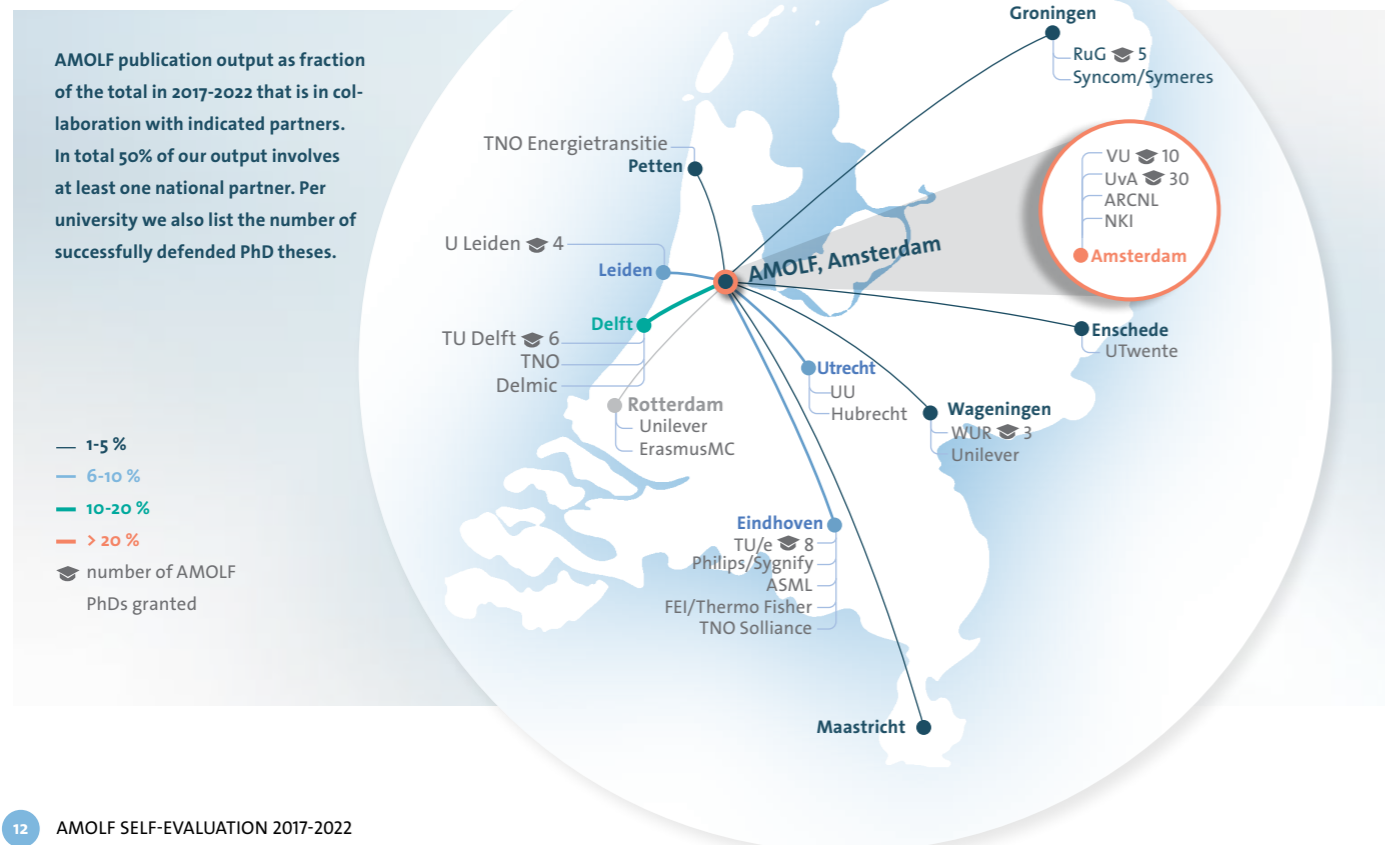 AMOLF publication output as fraction
of the total in 2017-2022 that is in col-
laboration with indicated partners.
In total 50% of our output involves
at least one national partner. Per
university we also list the number of
successfully defended PhD theses.
1-5 %
6-10 %
10-20 %
> 20 %
number of AMOLF
PhDs granted
Groningen
RuG 5
Syncom/Symeres
TNO Energietransitie
Petten
VU 10
UvA 30
ARCNL
NKI
Amsterdam
U Leiden 4
Leiden
AMOLF, Amsterdam
Delft
TU Delft 6
TNO
Delmic
Enschede
UTwente
Utrecht
UU
Hubrecht
Rotterdam
Unilever
ErasmusMC
Wageningen
WUR 3
Unilever
Eindhoven
TU/e 8
Philips/Sygnify
ASML
FEI/Thermo Fisher
TNO Solliance
Maastricht
12 AMOLF SELF-EVALUATION 2017-2022